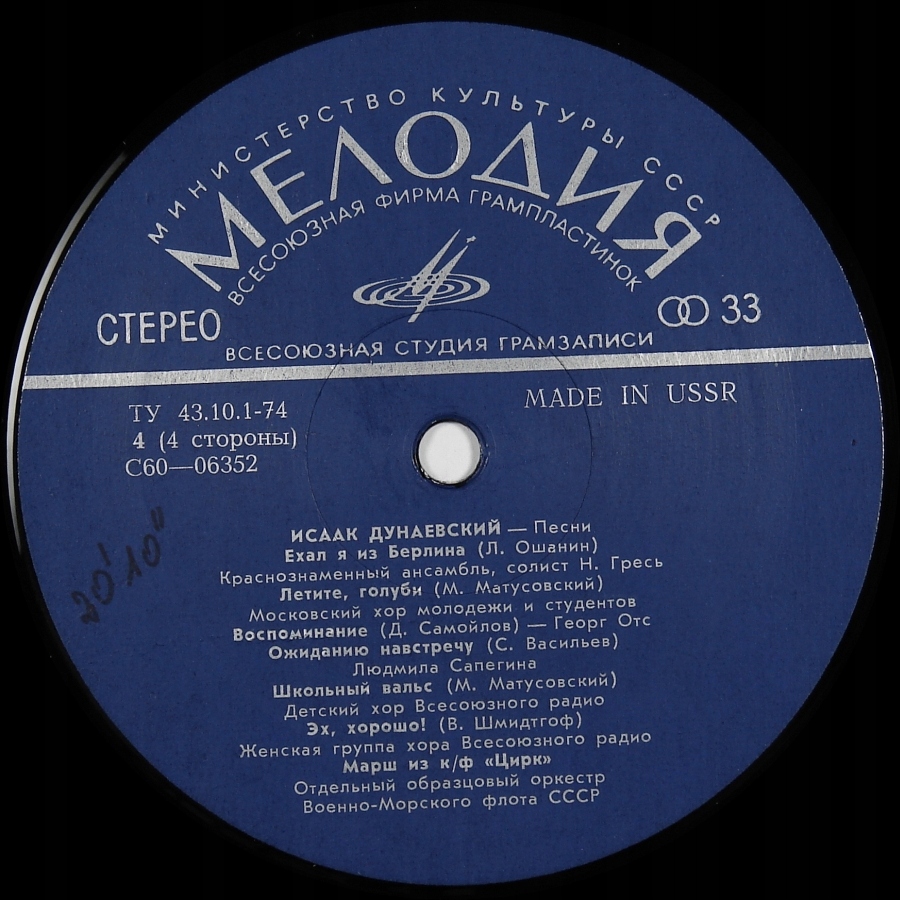 МИНИСТЕРСТВО КУЛЬТУРЫ СССР
МЕЛОДИЯ
ВСЕСОЮЗНАЯ ФИРМА ГРАМПЛАСТИНОК
СТЕРЕО
33
ВСЕСОЮЗНАЯ СТУДИЯ ГРАМЗАПИСИ
MADE IN USSR
ТУ 43.10.1-74
4 (4 стороны)
С60—06352
20'10"
ИСААК ДУНАЕВСКИЙ — Песни
Ехал я из Берлина (Л. Ошанин)
Краснознаменный ансамбль, солист Н. Гресь
Летите, голуби (М. Матусовский)
Московский хор молодежи и студентов
Воспоминание (Д. Самойлов) — Георг Отс
Ожиданию навстречу (С. Васильев)
Людмила Сапегина
Школьный вальс (М. Матусовский)
Детский хор Всесоюзного радио
Эх, хорошо! (В. Шмидтгоф)
Женская группа хора Всесоюзного радио
Марш из к/ф «Цирк»
Отдельный образцовый оркестр
Военно-Морского флота СССР